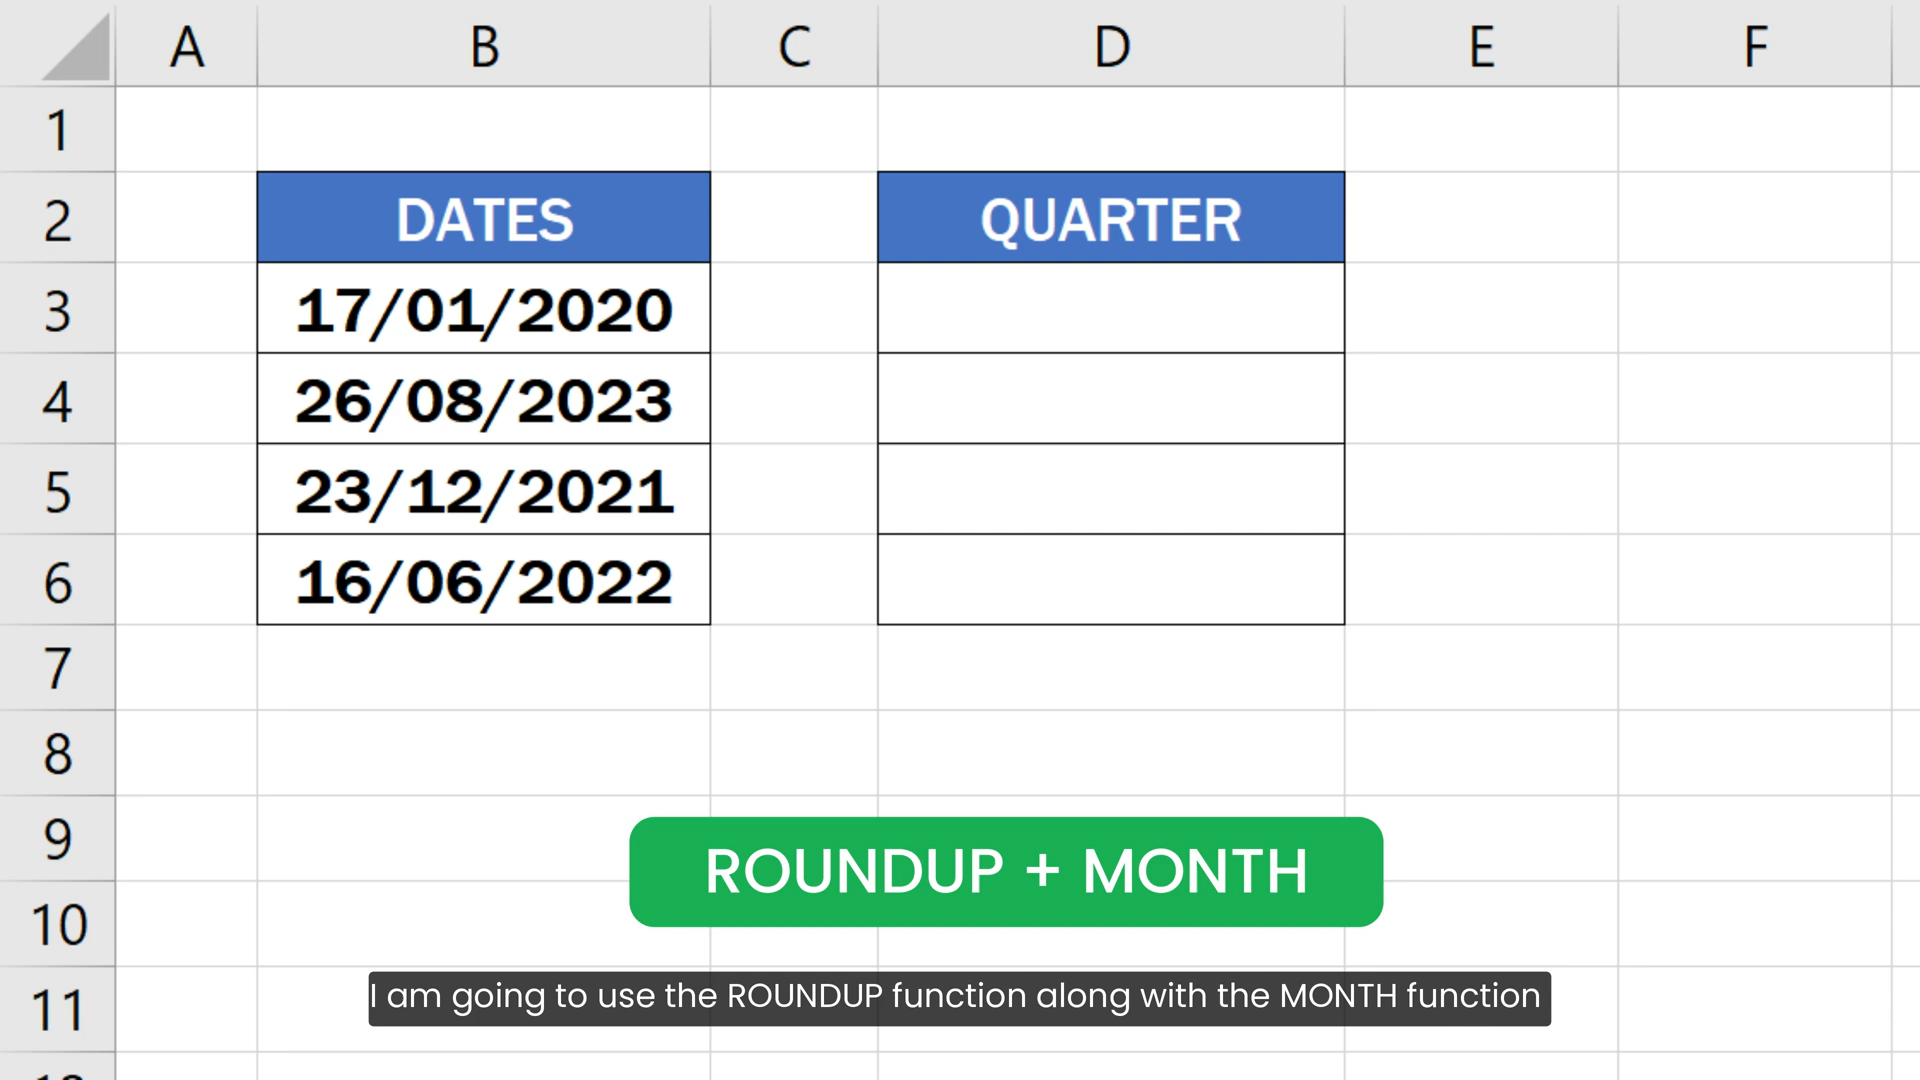 A B C D E F
1
2 DATES QUARTER
3 17/01/2020
4 26/08/2023
5 23/12/2021
6 16/06/2022
7
8
9
ROUNDUP + MONTH
10
I am going to use the ROUNDUP function along with the MONTH function
11